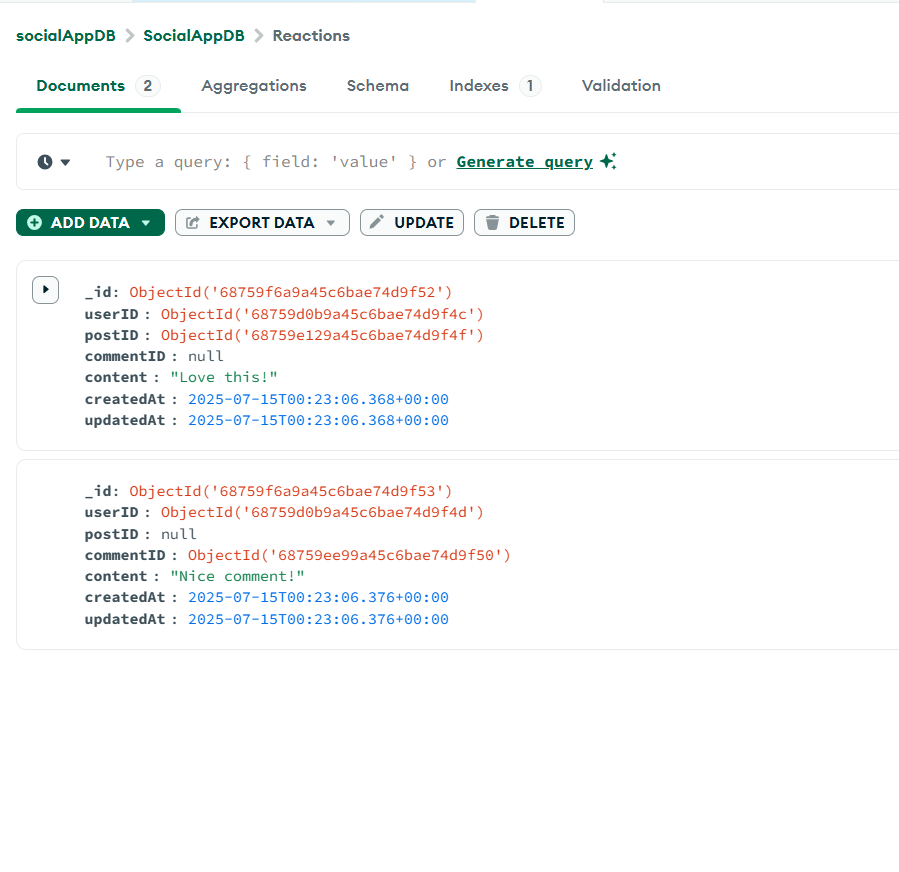 socialAppDB > SocialAppDB > Reactions
Documents 2 Aggregations Schema Indexes 1 Validation
Type a query: { field: 'value' } or Generate query
ADD DATA EXPORT DATA UPDATE DELETE
_id: ObjectId('68759f6a9a45c6bae74d9f52')
userID : ObjectId('68759d0b9a45c6bae74d9f4c')
postID : ObjectId('68759e129a45c6bae74d9f4f')
commentID : null
content : "Love this!"
createdAt : 2025-07-15T00:23:06.368+00:00
updatedAt : 2025-07-15T00:23:06.368+00:00
_id: ObjectId('68759f6a9a45c6bae74d9f53')
userID : ObjectId('68759d0b9a45c6bae74d9f4d')
postID : null
commentID : ObjectId('68759ee99a45c6bae74d9f50')
content : "Nice comment!"
createdAt : 2025-07-15T00:23:06.376+00:00
updatedAt : 2025-07-15T00:23:06.376+00:00